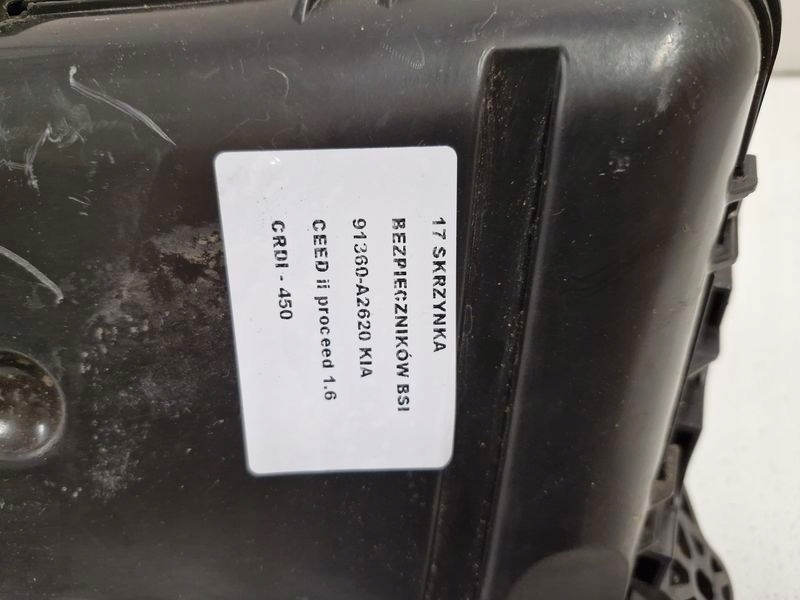 17 SKRZYNKA
BEZPIECZNIKÓW BSI
91360-A2620 KIA
CEED ii proceed 1.6
CRDI - 450